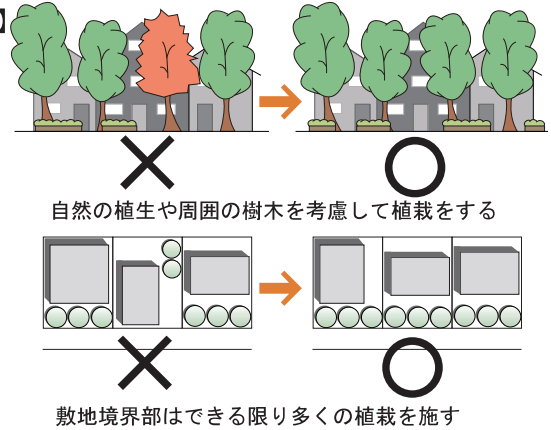 】
自然の植生や周囲の樹木を考慮して植栽をする
敷地境界部はできる限り多くの植栽を施す